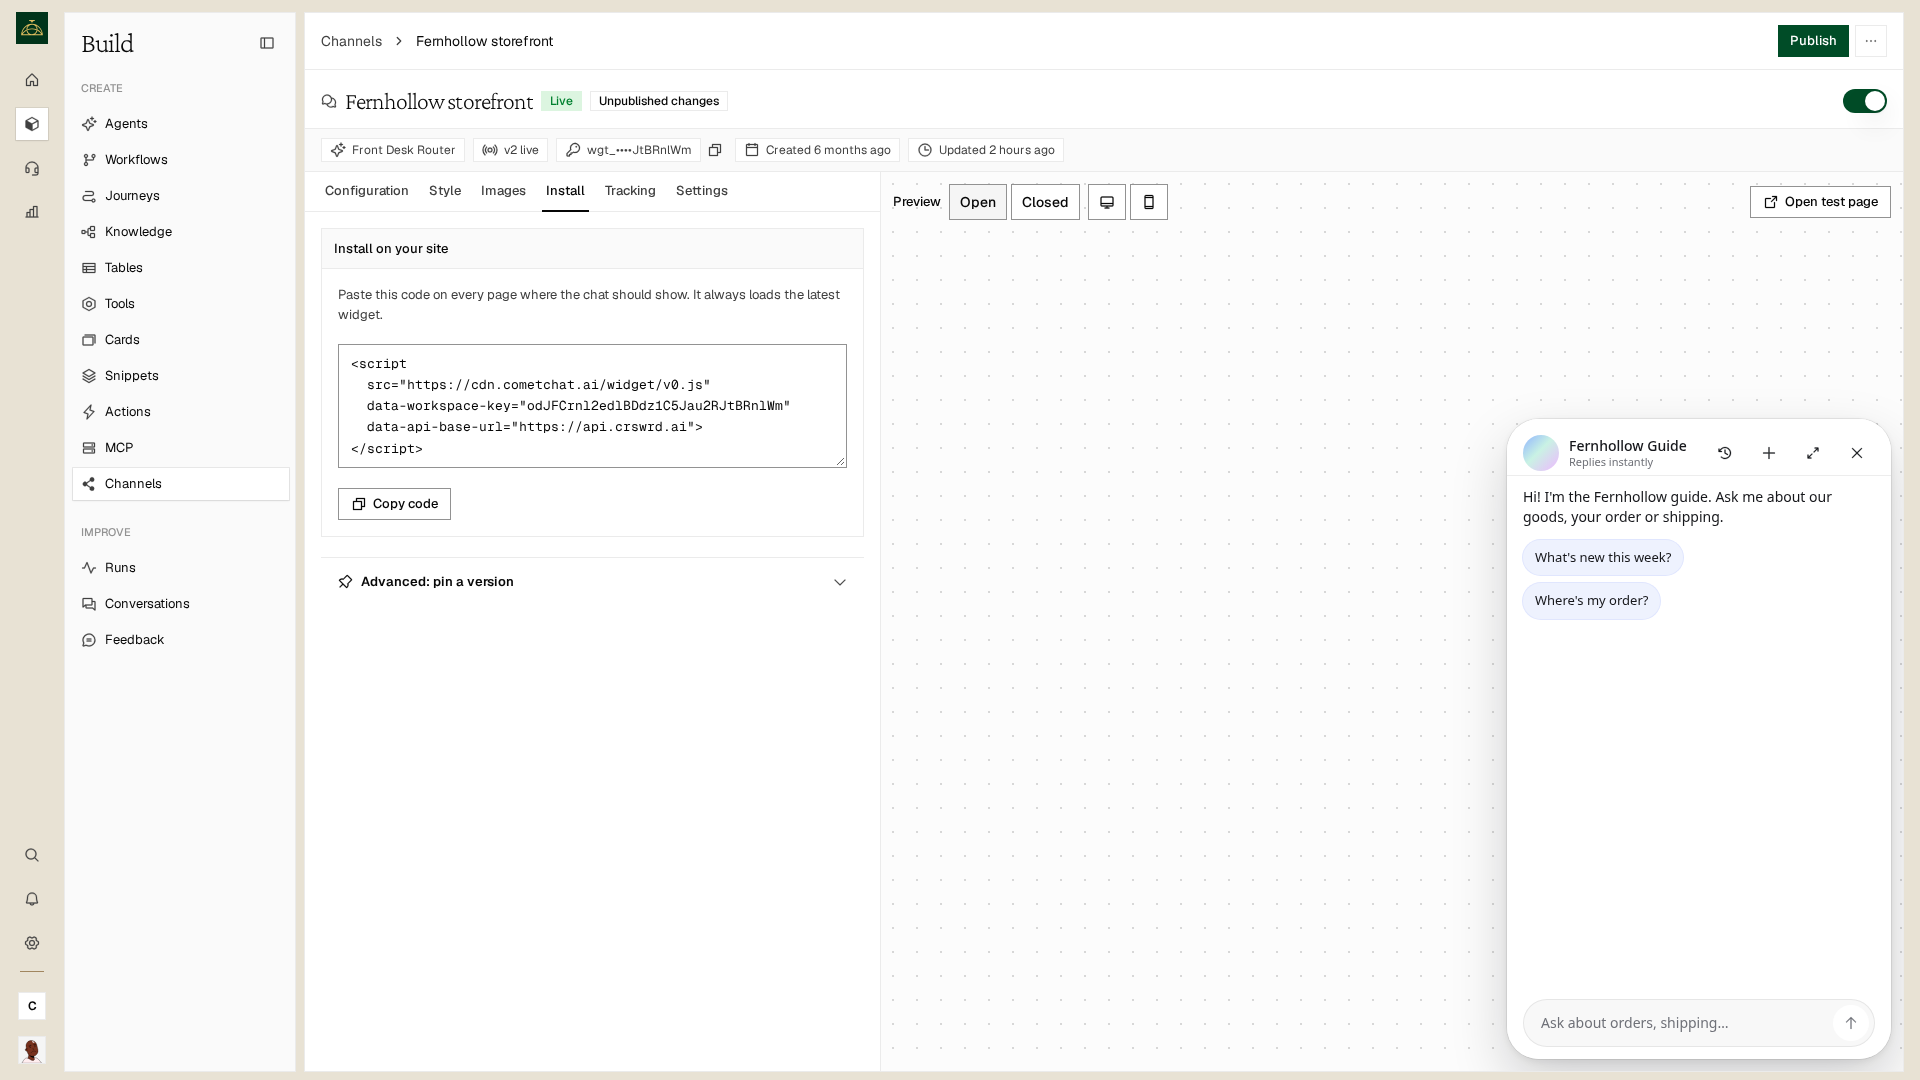 Build
CREATE
Agents
Workflows
Journeys
Knowledge
Tables
Tools
Cards
Snippets
Actions
MCP
Channels
IMPROVE
Runs
Conversations
Feedback
C
Channels
Fernhollow storefront
Publish
Fernhollow storefront
Live
Unpublished changes
Front Desk Router
v2 live
wgt_••••JtBRnlWm
Created 6 months ago
Updated 2 hours ago
Configuration
Style
Images
Install
Tracking
Settings
Install on your site
Paste this code on every page where the chat should show. It always loads the latest
widget.
<script
src="https://cdn.cometchat.ai/widget/v0.js"
data-workspace-key="odJFCrnl2edlBDdz1C5Jau2RJtBRnlWm"
data-api-base-url="https://api.crswrd.ai">
</script>
Copy code
Advanced: pin a version
Preview
Open
Closed
Open test page
Fernhollow Guide
Replies instantly
Hi! I'm the Fernhollow guide. Ask me about our
goods, your order or shipping.
What's new this week?
Where's my order?
Ask about orders, shipping...